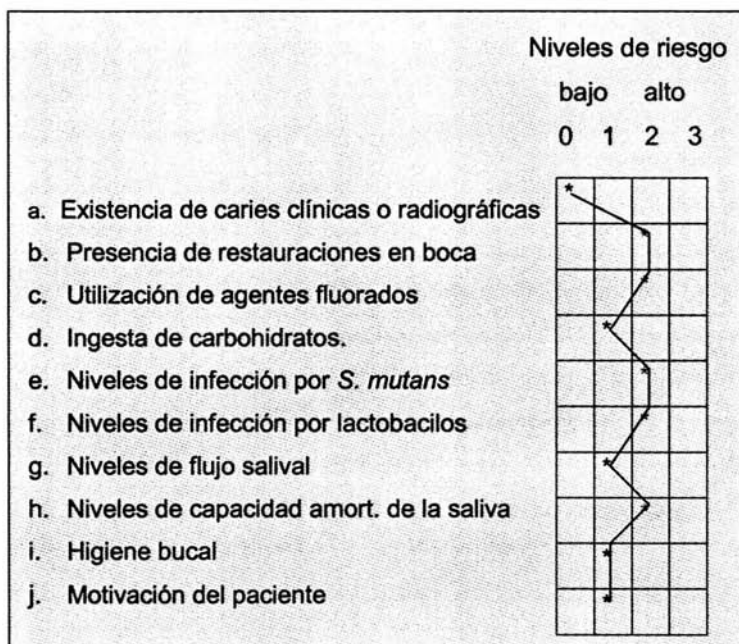 Niveles de riesgo
bajo alto
0 1 2 3
a. Existencia de caries clínicas o radiográficas
b. Presencia de restauraciones en boca
c. Utilización de agentes fluorados
d. Ingesta de carbohidratos.
e. Niveles de infección por S. mutans
f. Niveles de infección por lactobacilos
g. Niveles de flujo salival
h. Niveles de capacidad amort. de la saliva
i. Higiene bucal
j. Motivación del paciente